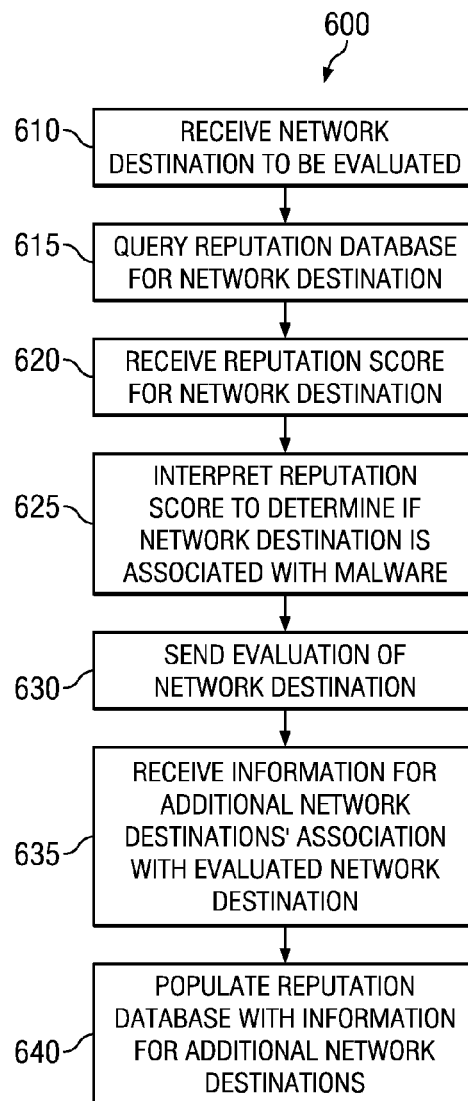 600
610
RECEIVE NETWORK
DESTINATION TO BE EVALUATED
615
QUERY REPUTATION DATABASE
FOR NETWORK DESTINATION
620
RECEIVE REPUTATION SCORE
FOR NETWORK DESTINATION
625
INTERPRET REPUTATION
SCORE TO DETERMINE IF
NETWORK DESTINATION IS
ASSOCIATED WITH MALWARE
630
SEND EVALUATION OF
NETWORK DESTINATION
635
RECEIVE INFORMATION FOR
ADDITIONAL NETWORK
DESTINATIONS' ASSOCIATION
WITH EVALUATED NETWORK
DESTINATION
640
POPULATE REPUTATION
DATABASE WITH INFORMATION
FOR ADDITIONAL NETWORK
DESTINATIONS